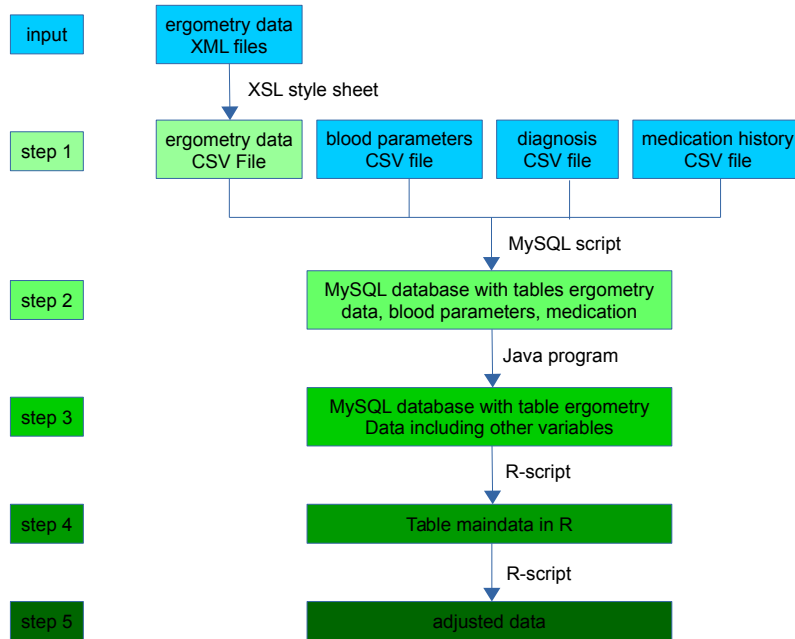 input
ergometry data
XML files
XSL style sheet
step 1
ergometry data
CSV File
blood parameters
CSV file
diagnosis
CSV file
medication history
CSV file
MySQL script
step 2
MySQL database with tables ergometry
data, blood parameters, medication
Java program
step 3
MySQL database with table ergometry
Data including other variables
R-script
step 4
Table maindata in R
R-script
step 5
adjusted data